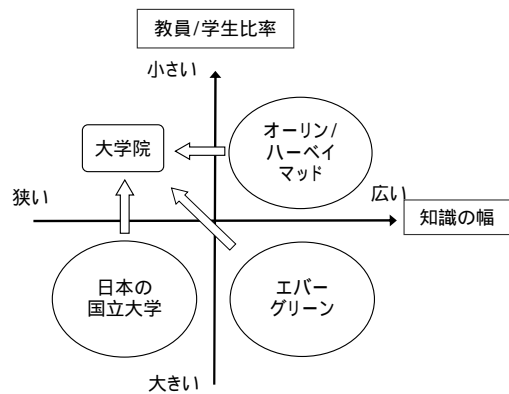 教員/学生比率
小さい
オーリン/
ハーベイ
マッド
大学院
狭い
広い
知識の幅
日本の
国立大学
エバー
グリーン
大きい